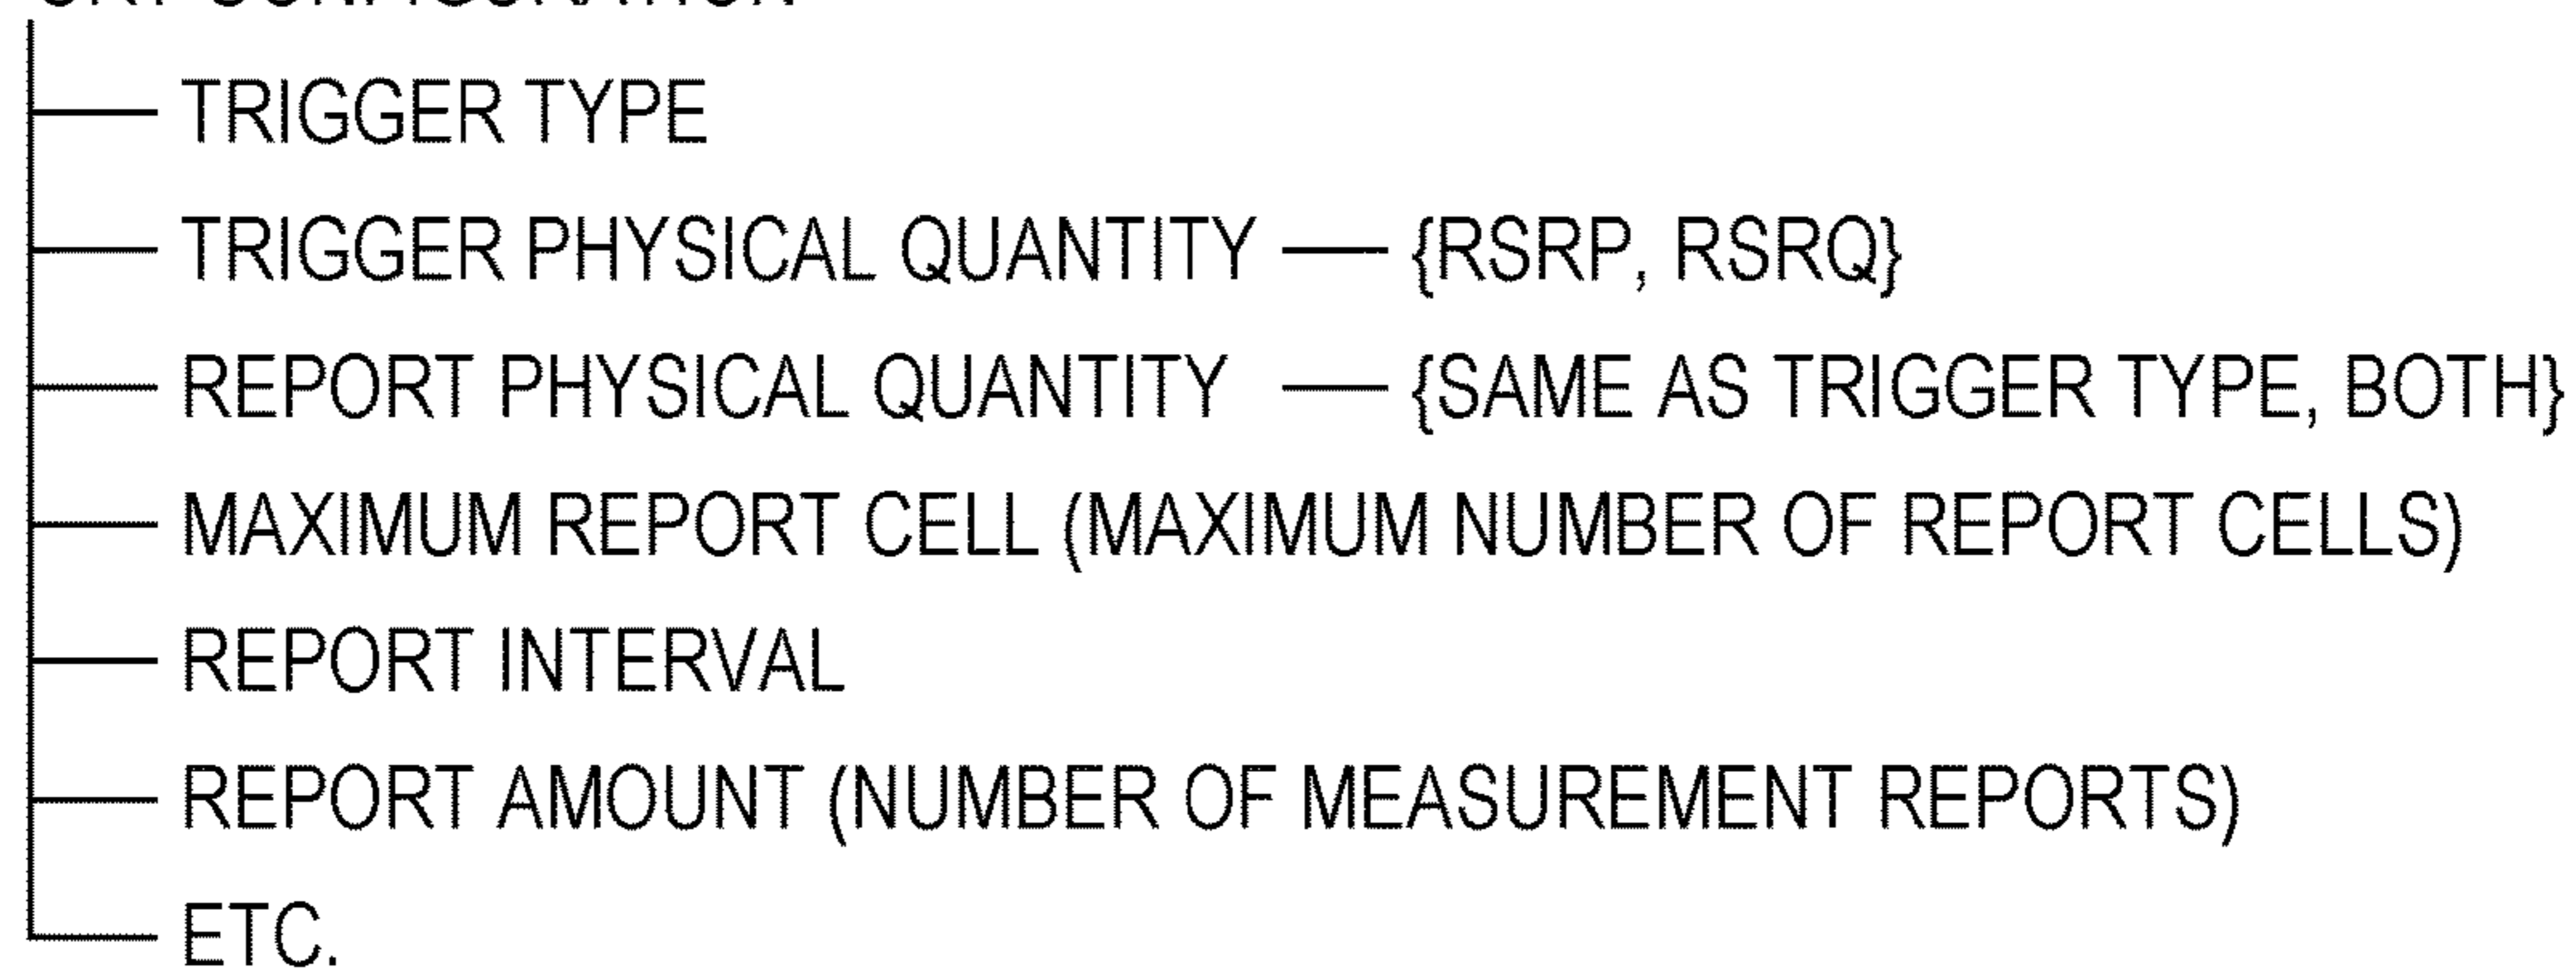 TRIGGER TYPE
TRIGGER PHYSICAL QUANTITY — {RSRP, RSRQ}
REPORT PHYSICAL QUANTITY — {SAME AS TRIGGER TYPE, BOTH}
MAXIMUM REPORT CELL (MAXIMUM NUMBER OF REPORT CELLS)
REPORT INTERVAL
REPORT AMOUNT (NUMBER OF MEASUREMENT REPORTS)
ETC.